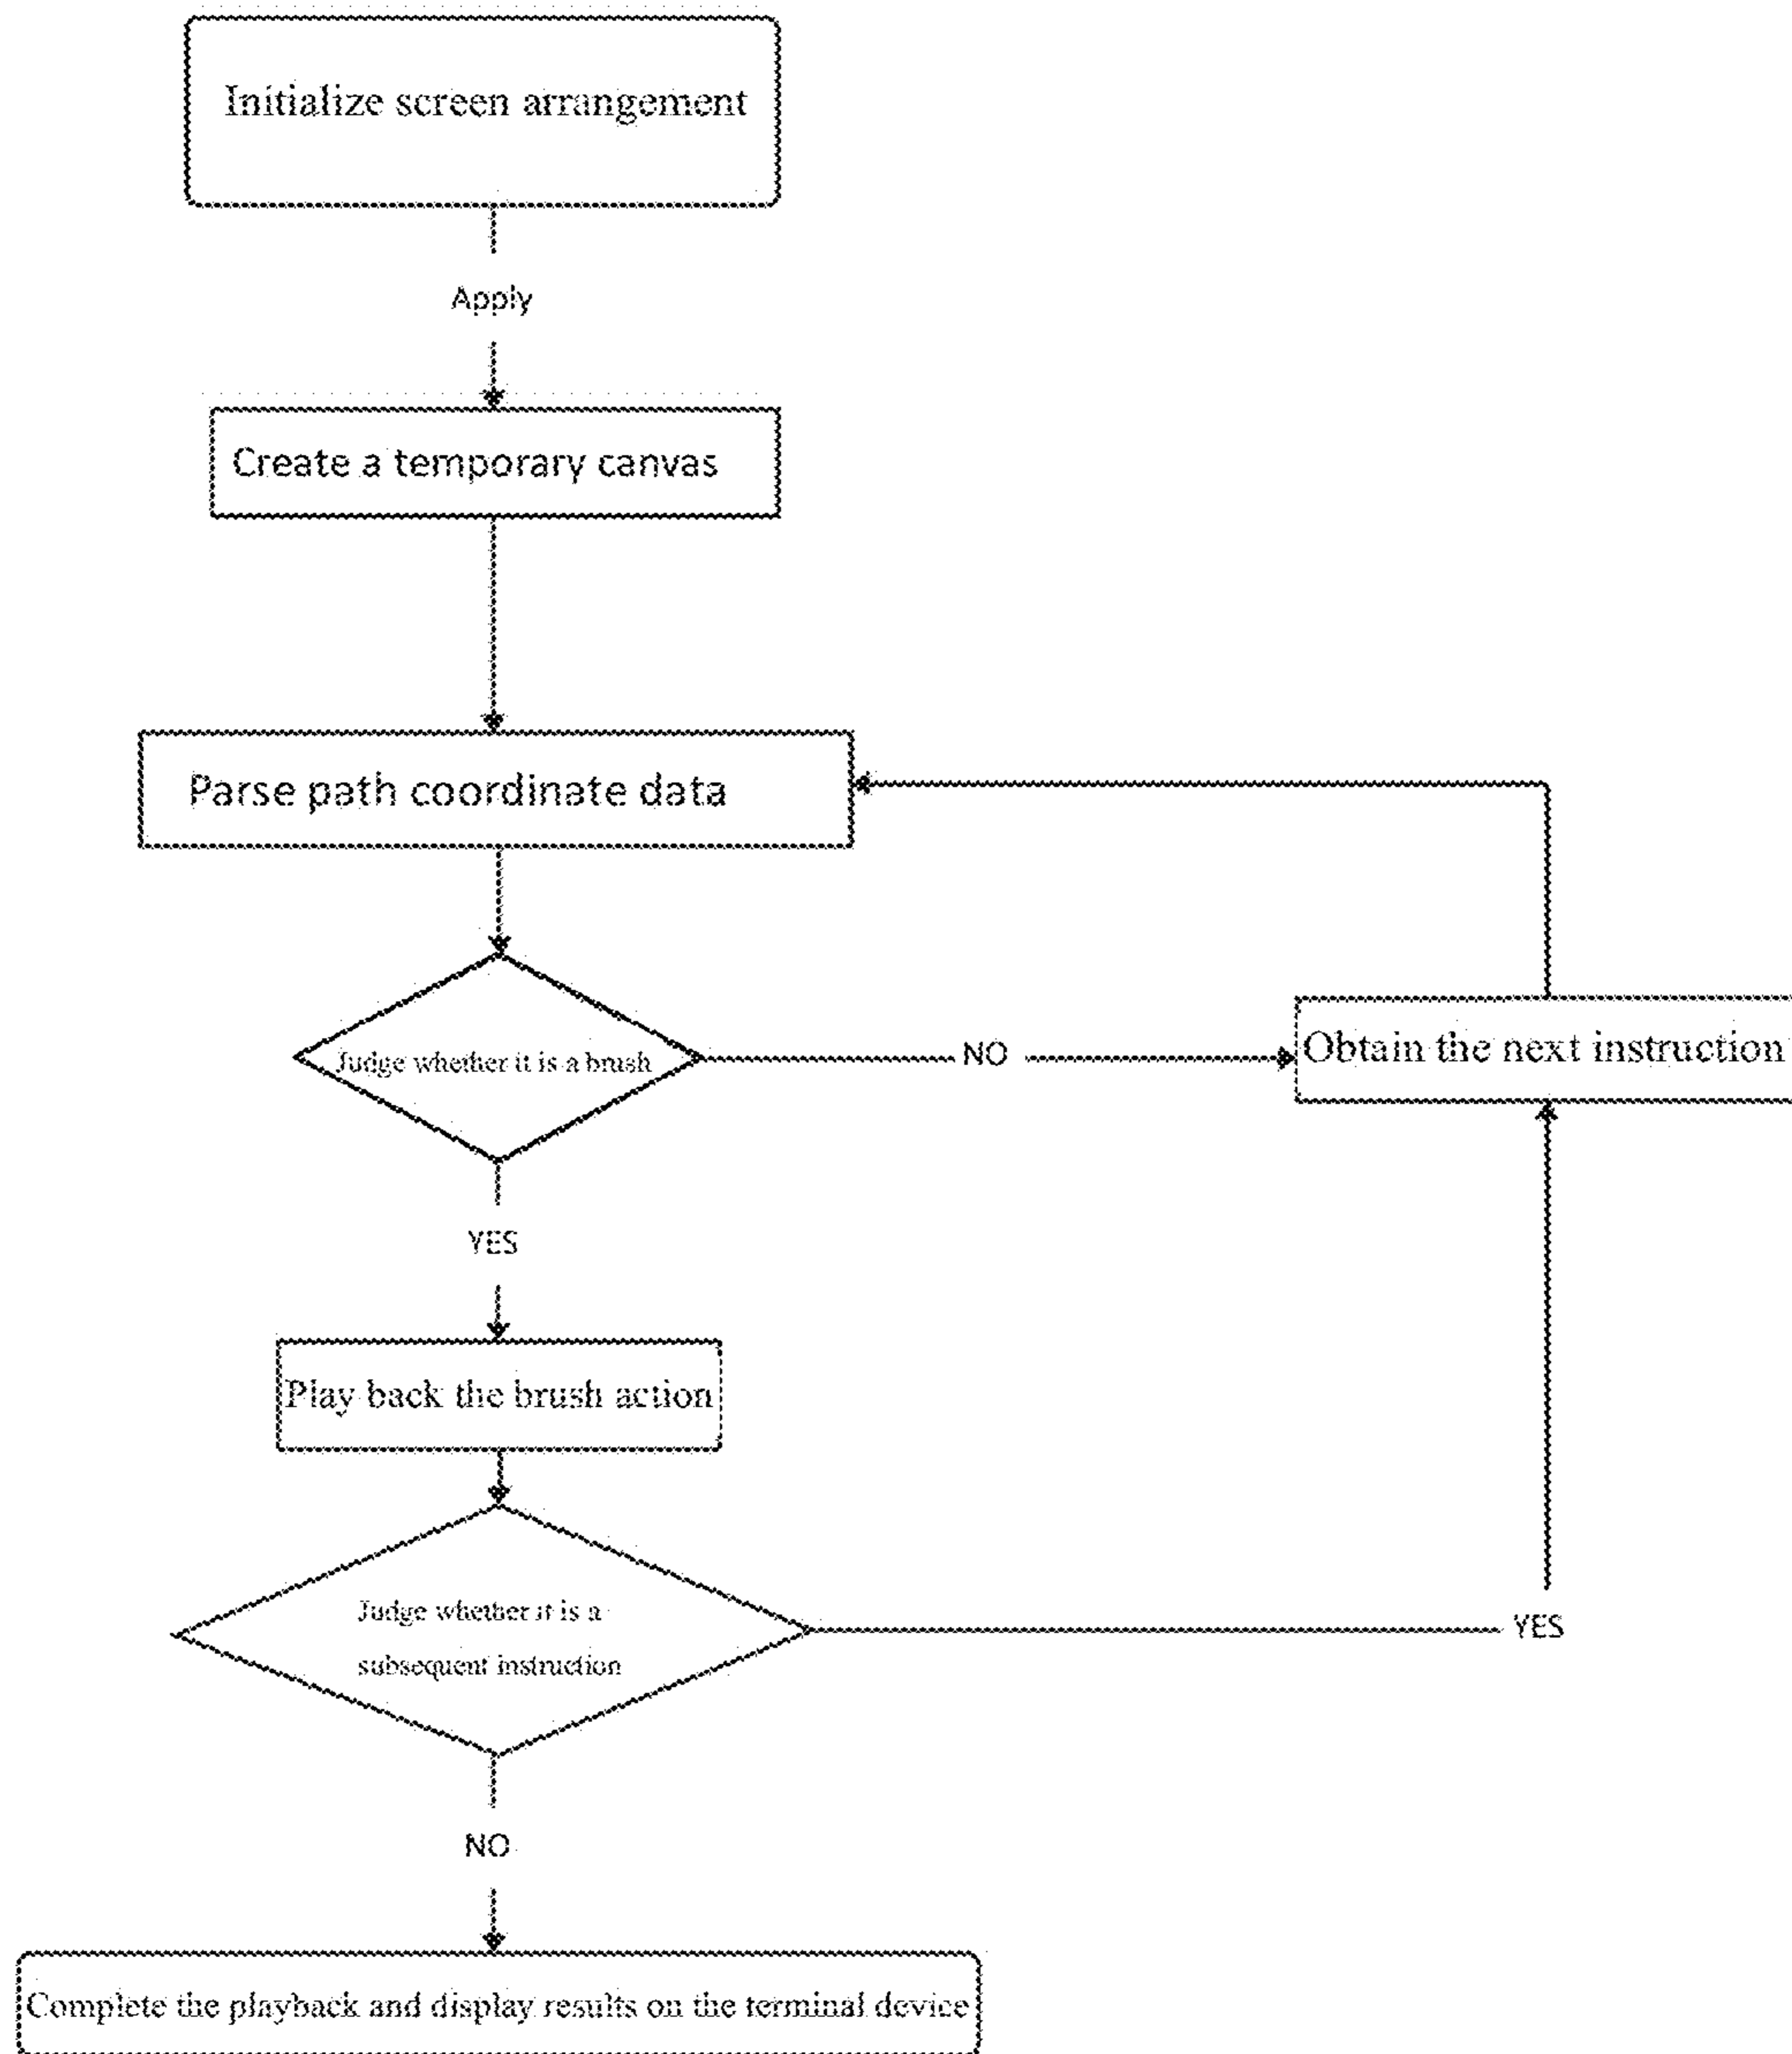 Initialize screen arrangement
Apply
Create a temporary canvas
Parse path coordinate data
Judge whether it is a brush
NO
Obtain the next instruction
YES
Play back the brush action
Judge whether it is a
subsequent instruction
YES
NO
Complete the playback and display results on the terminal device